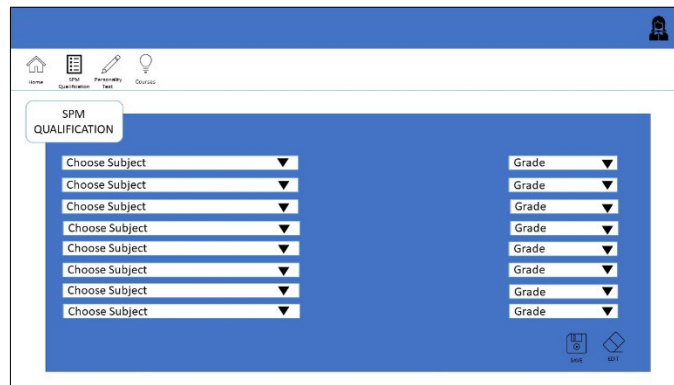 Home
SPM Qualification
Personality Test
Courses
SPM
QUALIFICATION
Choose Subject Grade
Choose Subject Grade
Choose Subject Grade
Choose Subject Grade
Choose Subject Grade
Choose Subject Grade
Choose Subject Grade
Choose Subject Grade
SAVE EDIT